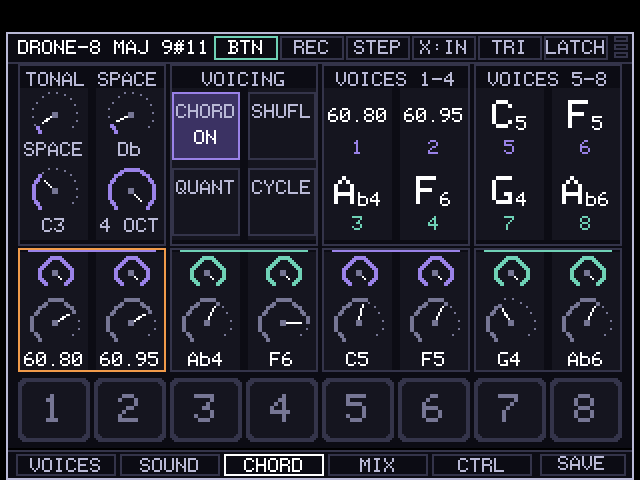 DRONE-8 MAJ 9#11 BTN REC STEP X:IN TRI LATCH
TONAL SPACE VOICING VOICES 1-4 VOICES 5-8
CHORD SHUFL 60.80 60.95 C5 F5
ON
SPACE Db 1 2 5 6
QUANT CYCLE Ab4 F6 G4 Ab6
C3 4 OCT 3 4 7 8
60.80 60.95 Ab4 F6 C5 F5 G4 Ab6
1 2 3 4 5 6 7 8
VOICES SOUND CHORD MIX CTRL SAVE